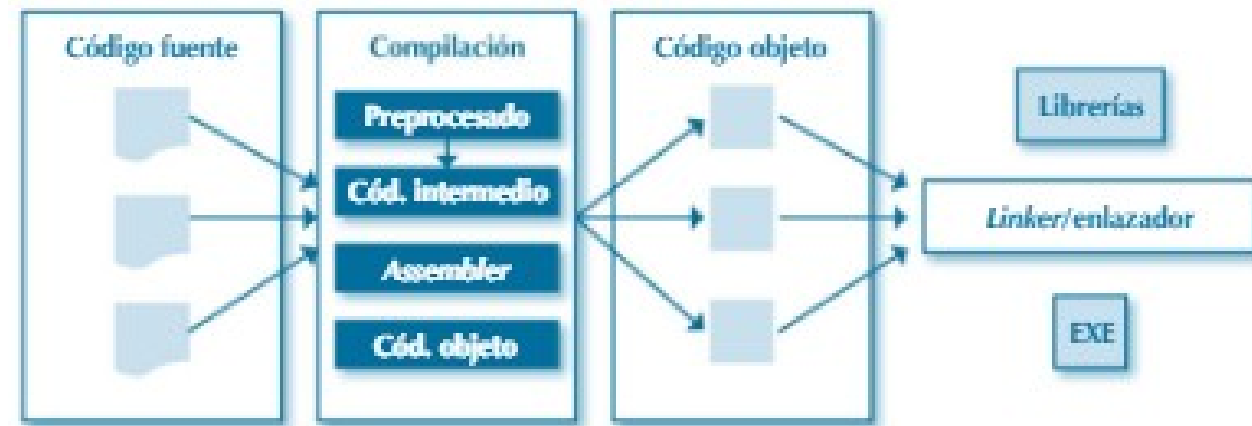 Código fuente
Compilación
Preprocesado
Cód. intermedio
Assembler
Cód. objeto
Código objeto
Librerías
Linker/enlazador
EXE